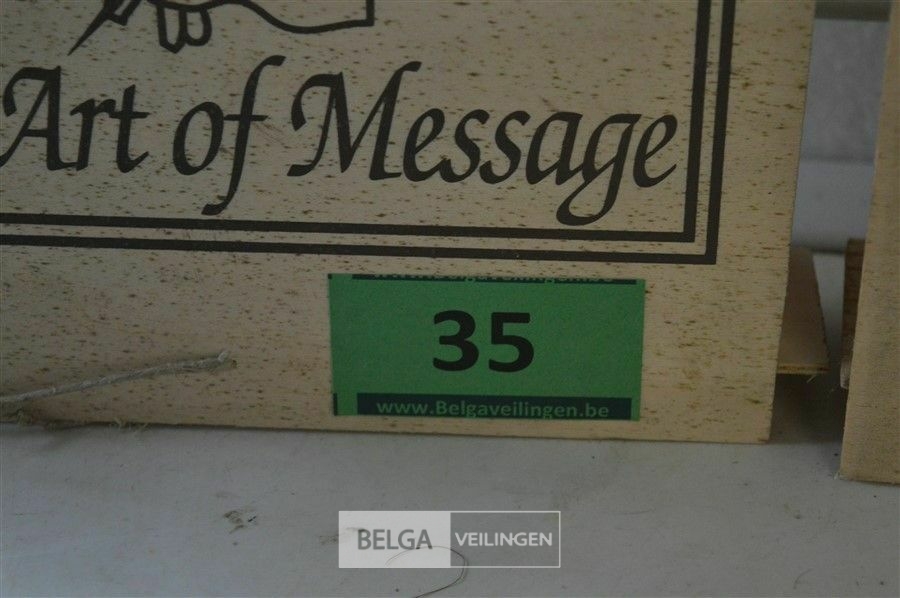 Art of Message
35
www.Belgaveilingen.be
BELGA VEILINGEN